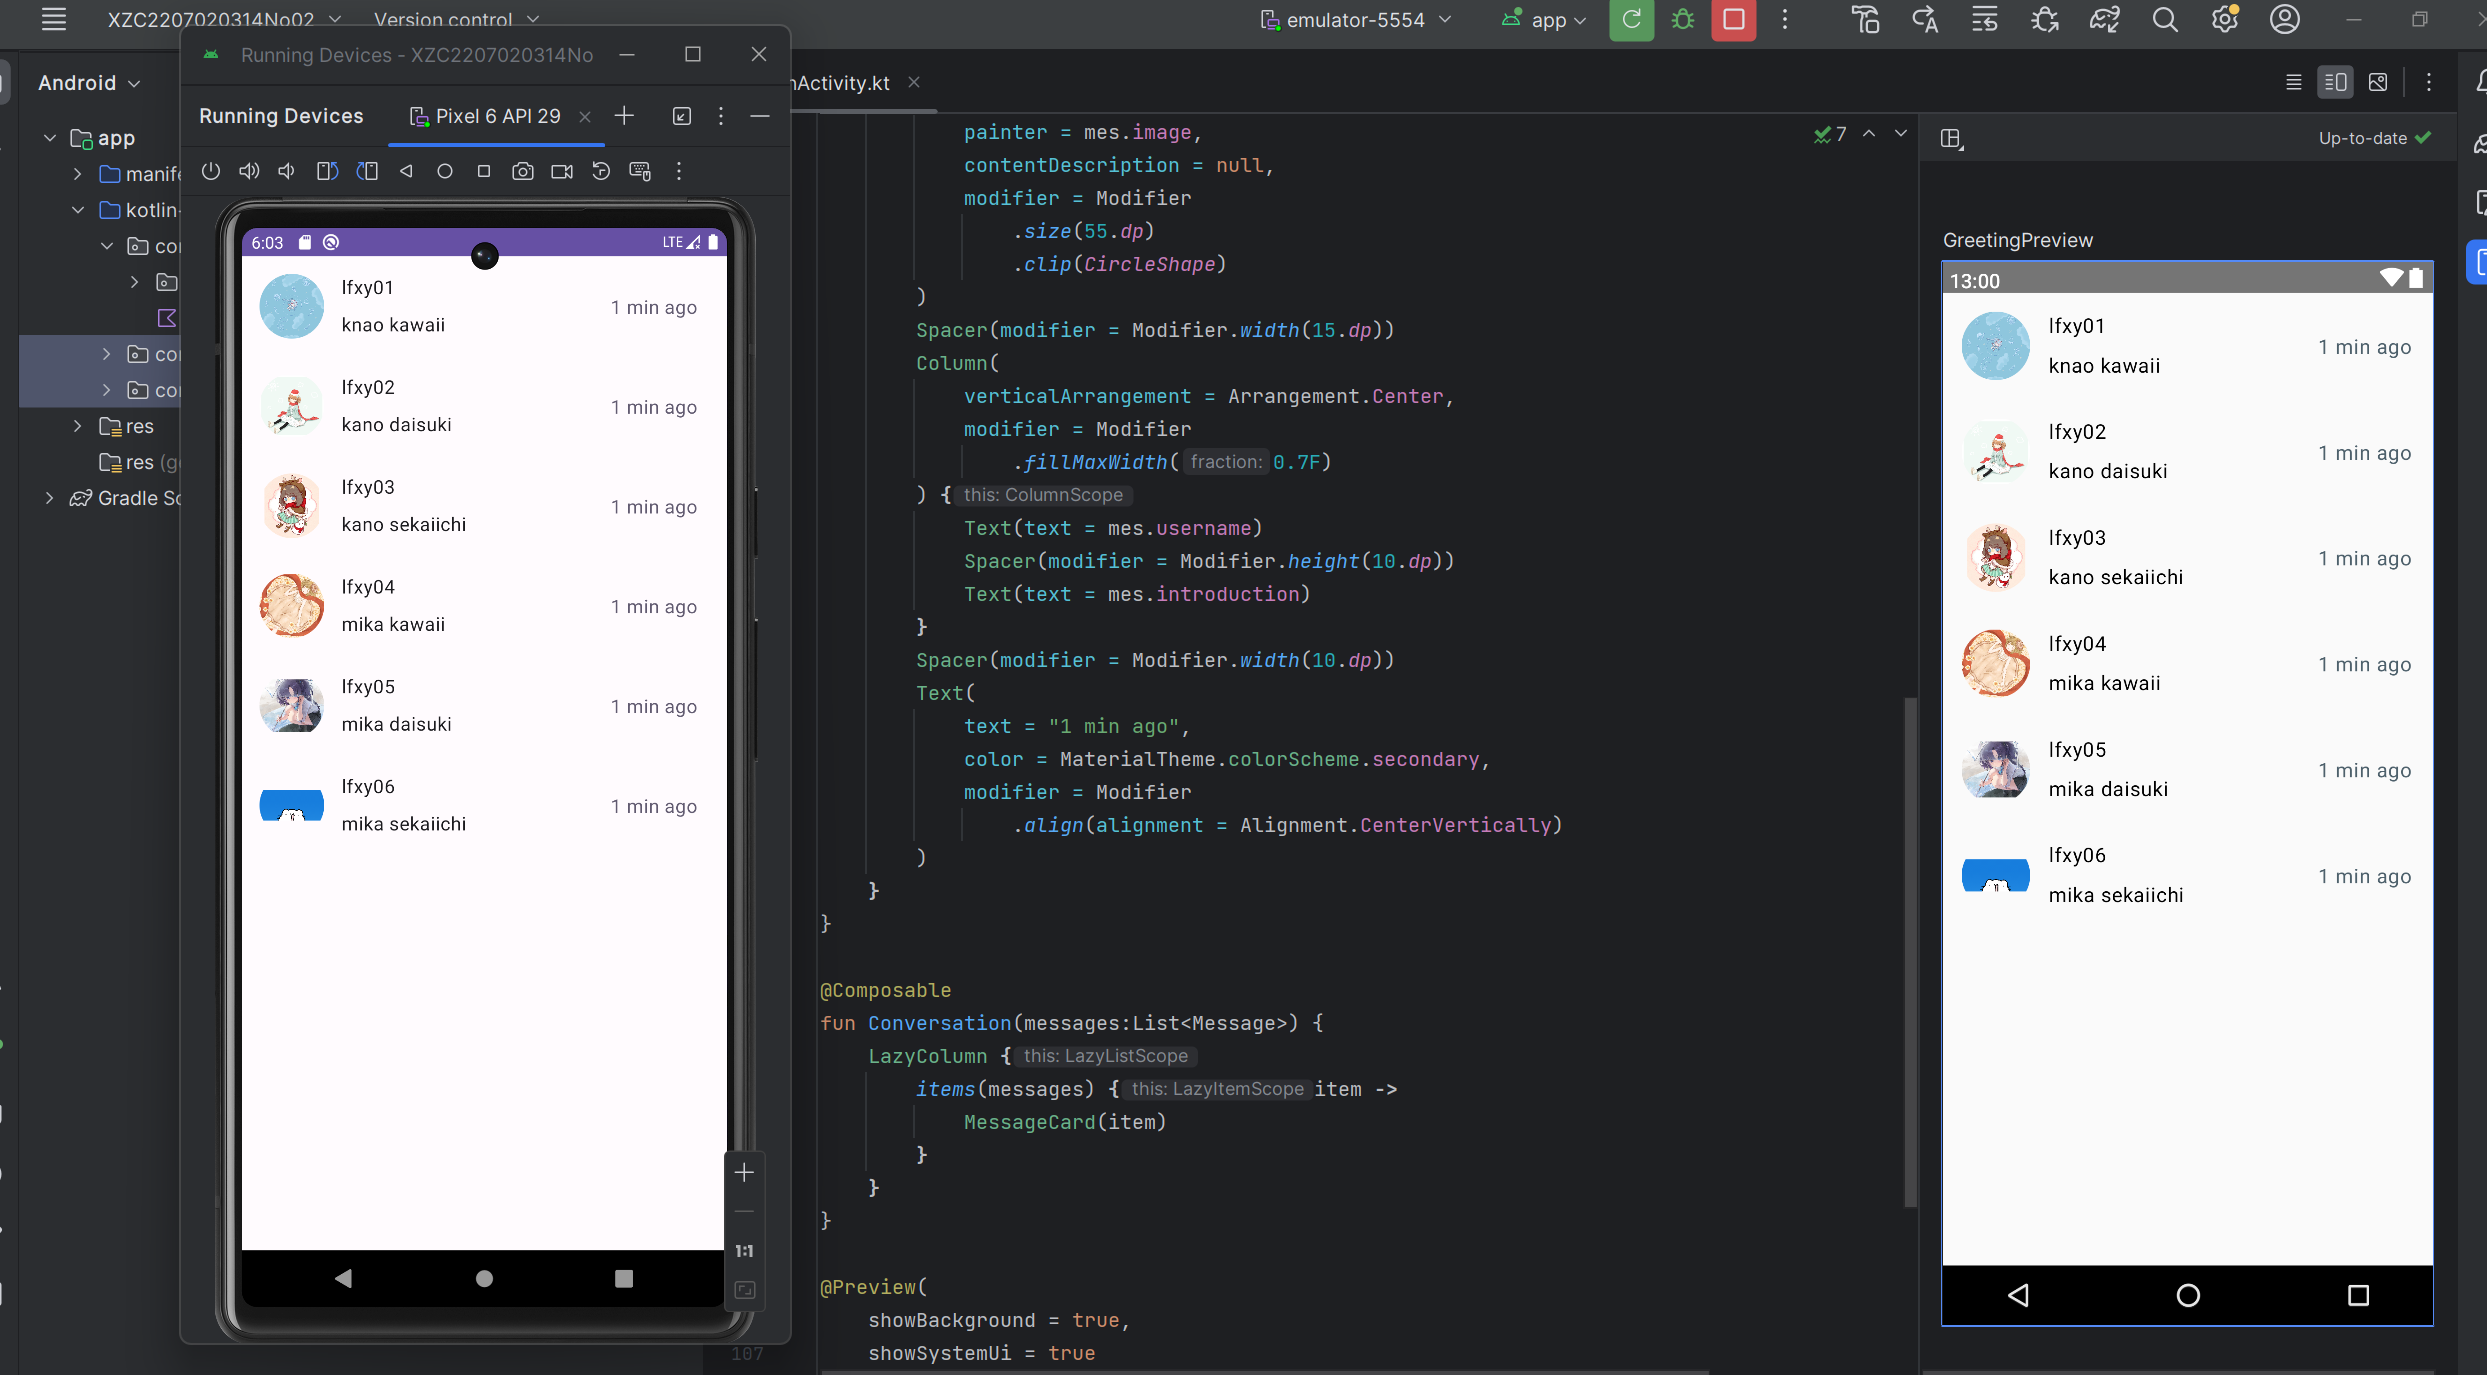 XZC2207020314No02
Version control
emulator-5554
app
Running Devices - XZC2207020314No
Android
Running Devices
Pixel 6 API 29
app
manife
kotlin-
cor
cor
cor
res
res (ge
Gradle Sc
6:03
LTE
lfxy01
knao kawaii
1 min ago
lfxy02
kano daisuki
1 min ago
lfxy03
kano sekaiichi
1 min ago
lfxy04
mika kawaii
1 min ago
lfxy05
mika daisuki
1 min ago
lfxy06
mika sekaiichi
1 min ago
1:1
nActivity.kt
7
painter = mes.image,
contentDescription = null,
modifier = Modifier
.size(55.dp)
.clip(CircleShape)
)
Spacer(modifier = Modifier.width(15.dp))
Column(
verticalArrangement = Arrangement.Center,
modifier = Modifier
.fillMaxWidth( fraction: 0.7F)
) { this: ColumnScope
Text(text = mes.username)
Spacer(modifier = Modifier.height(10.dp))
Text(text = mes.introduction)
}
Spacer(modifier = Modifier.width(10.dp))
Text(
text = "1 min ago",
color = MaterialTheme.colorScheme.secondary,
modifier = Modifier
.align(alignment = Alignment.CenterVertically)
)
}
}
@Composable
fun Conversation(messages:List<Message>) {
LazyColumn { this: LazyListScope
items(messages) { this: LazyItemScope item ->
MessageCard(item)
}
}
}
@Preview(
showBackground = true,
107
showSystemUi = true
Up-to-date
GreetingPreview
13:00
lfxy01
knao kawaii
1 min ago
lfxy02
kano daisuki
1 min ago
lfxy03
kano sekaiichi
1 min ago
lfxy04
mika kawaii
1 min ago
lfxy05
mika daisuki
1 min ago
lfxy06
mika sekaiichi
1 min ago